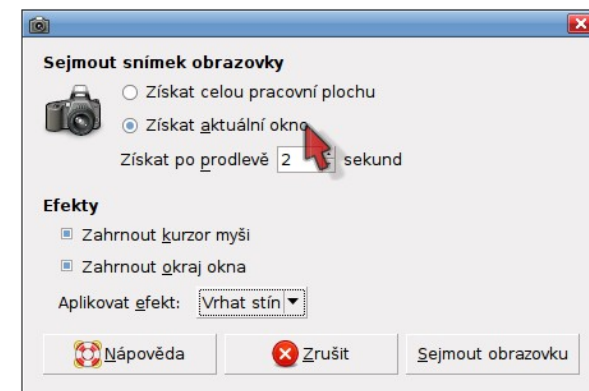 Sejmout snímek obrazovky
Získat celou pracovní plochu
Získat aktuální okno
Získat po prodlevě 2 sekund
Efekty
Zahrnout kurzor myši
Zahrnout okraj okna
Aplikovat efekt: Vrhat stín
Nápověda Zrušit Sejmout obrazovku